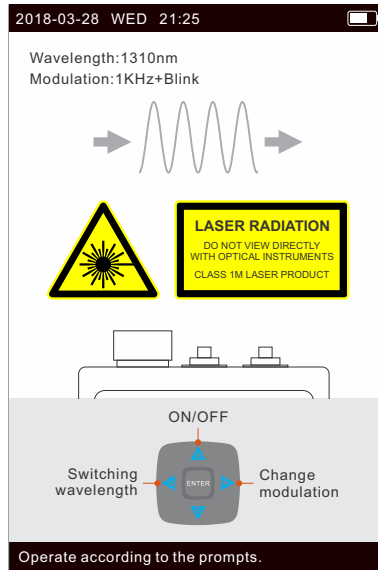 2018-03-28 WED 21:25
Wavelength:1310nm
Modulation:1KHz+Blink
LASER RADIATION
DO NOT VIEW DIRECTLY
WITH OPTICAL INSTRUMENTS
CLASS 1M LASER PRODUCT
ON/OFF
Switching
wavelength
ENTER
Change
modulation
Operate according to the prompts.